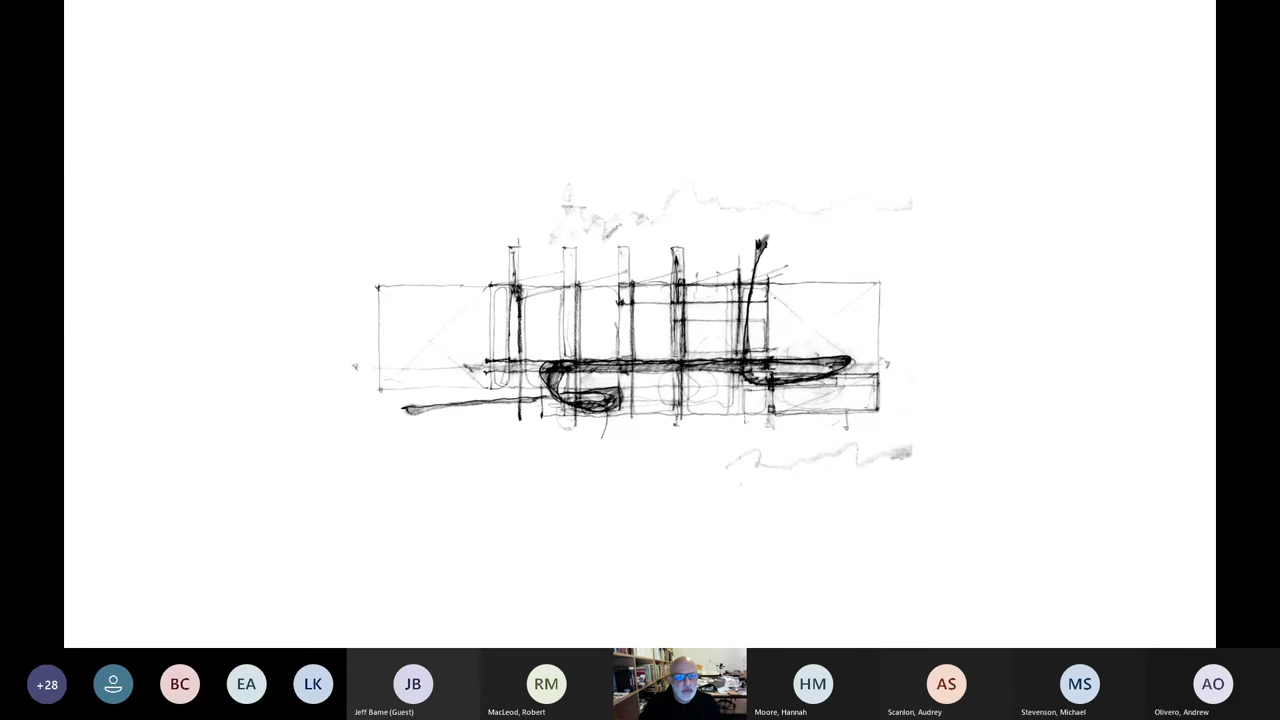 +28
BC
EA
LK
JB
Jeff Bame (Guest)
RM
MacLeod, Robert
HM
Moore, Hannah
AS
Scanlon, Audrey
MS
Stevenson, Michael
AO
Olivero, Andrew